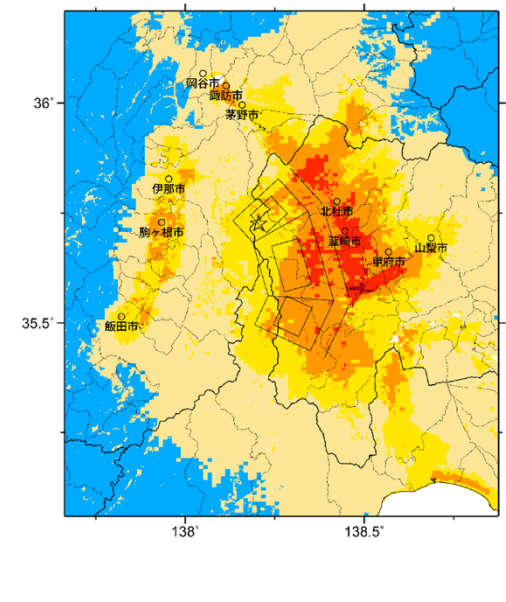 岡谷市
諏訪市
36°
茅野市
伊那市
北杜市
駒ヶ根市
韮崎市
山梨市
甲府市
35.5°
飯田市
138°
138.5°